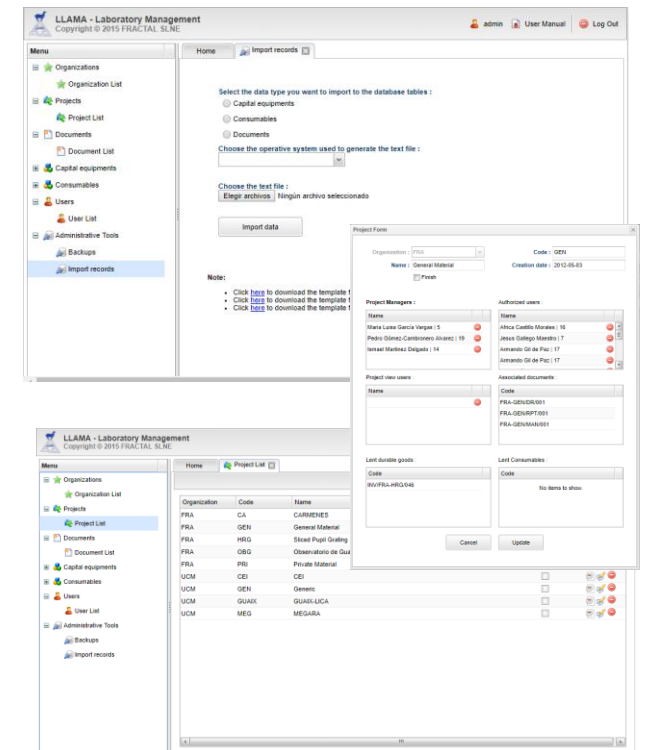 LLAMA - Laboratory Management
Copyright © 2015 FRACTAL SLNE
admin
User Manual
Log Out
Menu
Organizations
Organization List
Projects
Project List
Documents
Document List
Capital equipments
Consumables
Users
User List
Administrative Tools
Backups
Import records
Home
Import records
Select the data type you want to import to the database tables :
Capital equipments
Consumables
Documents
Choose the operative system used to generate the text file :
Choose the text file :
Elegir archivos Ningún archivo seleccionado
Import data
Note:
Click here to download the template f
Click here to download the template f
Click here to download the template f
Project Form
Organization : FRA
Code : GEN
Name : General Material
Creation date : 2012-05-03
Finish
Project Managers :
Name
Maria Luisa García Vargas | 5
Pedro Gómez-Cambronero Alvarez | 19
Ismael Martínez Delgado | 14
Authorized users :
Name
Africa Castillo Morales | 16
Jesus Gallego Maestro | 7
Armando Gil de Paz | 17
Armando Gil de Paz | 17
Project view users :
Name
Associated documents :
Code
FRA-GEN/DR/001
FRA-GEN/RPT/001
FRA-GEN/MAN/001
Lent durable goods :
Code
INV/FRA-HRG/046
Lent Consumables :
Code
No items to show.
Cancel
Update
LLAMA - Laboratory Management
Copyright © 2015 FRACTAL SLNE
Menu
Organizations
Organization List
Projects
Project List
Documents
Document List
Capital equipments
Consumables
Users
User List
Administrative Tools
Backups
Import records
Home
Project List
Organization Code Name
FRA CA CARMENES
FRA GEN General Material
FRA HRG Sliced Pupil Grating
FRA OBG Observatorio de Gua
FRA PRI Private Material
UCM CEI CEI
UCM GEN Generic
UCM GUAIX GUAIX-LICA
UCM MEG MEGARA